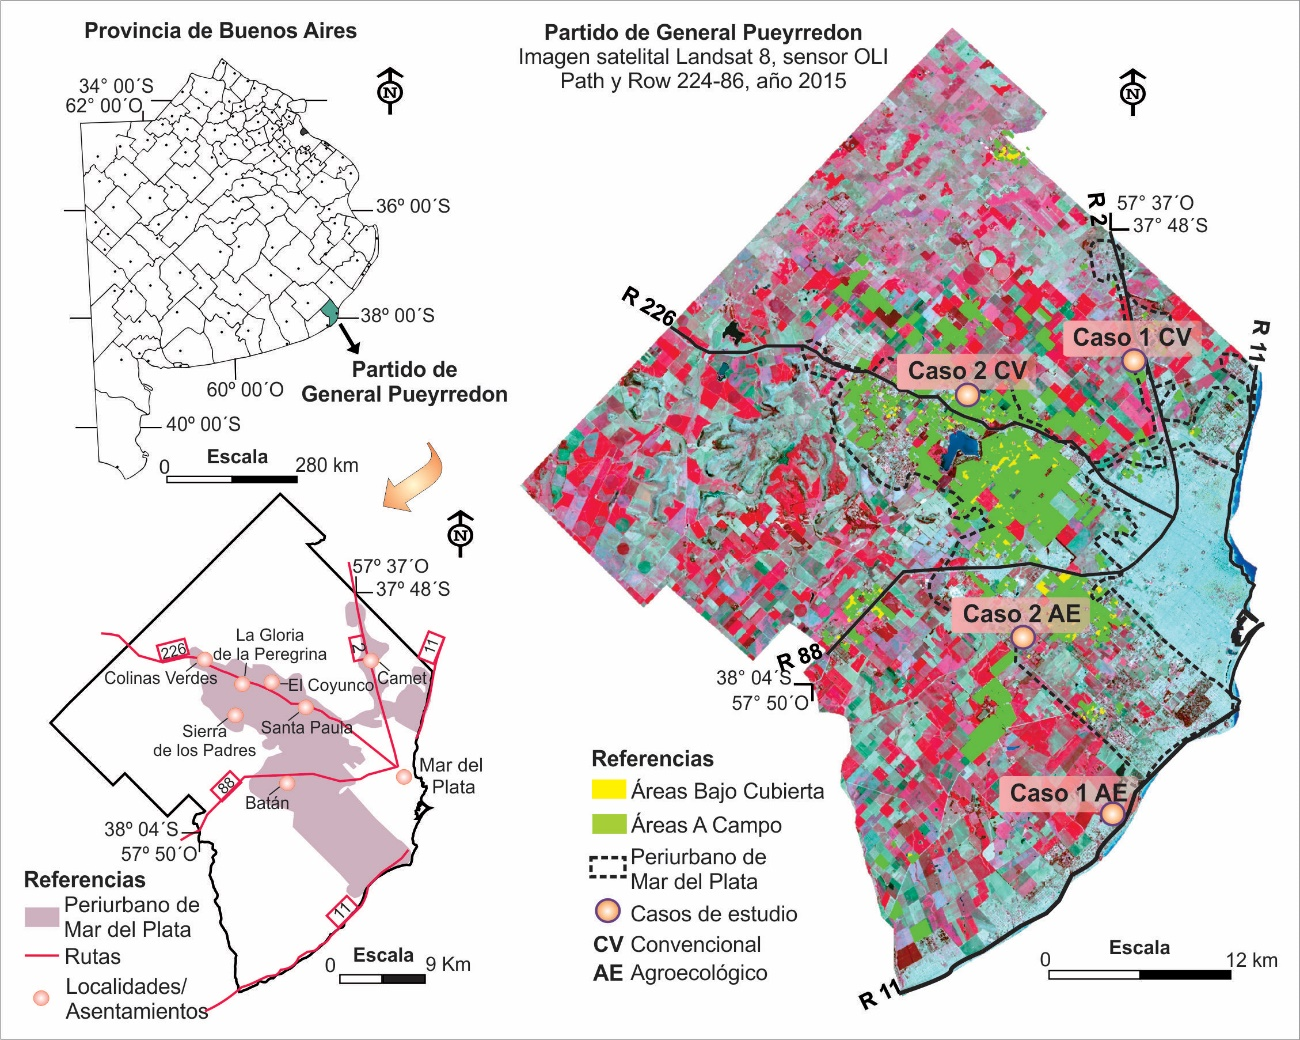 Provincia de Buenos Aires
34° 00´S
62° 00´O
N
36° 00´S
38° 00´S
60° 00´O
40° 00´S
Partido de
General Pueyrredon
Escala
0
280 km
N
57° 37´O
37° 48´S
226
La Gloria
de la Peregrina
2
11
Colinas Verdes
El Coyunco
Camet
Sierra
de los Padres
Santa Paula
88
Batán
Mar del
Plata
38° 04´S
57° 50´O
11
Referencias
Periurbano de
Mar del Plata
Rutas
Localidades/
Asentamientos
Escala
0
9 Km
Partido de General Pueyrredon
Imagen satelital Landsat 8, sensor OLI
Path y Row 224-86, año 2015
N
R 2
57° 37´O
37° 48´S
R 226
R 11
Caso 1 CV
Caso 2 CV
Caso 2 AE
R 88
38° 04´S
57° 50´O
Caso 1 AE
R 11
Referencias
Áreas Bajo Cubierta
Áreas A Campo
Periurbano de
Mar del Plata
Casos de estudio
CV Convencional
AE Agroecológico
Escala
0
12 km